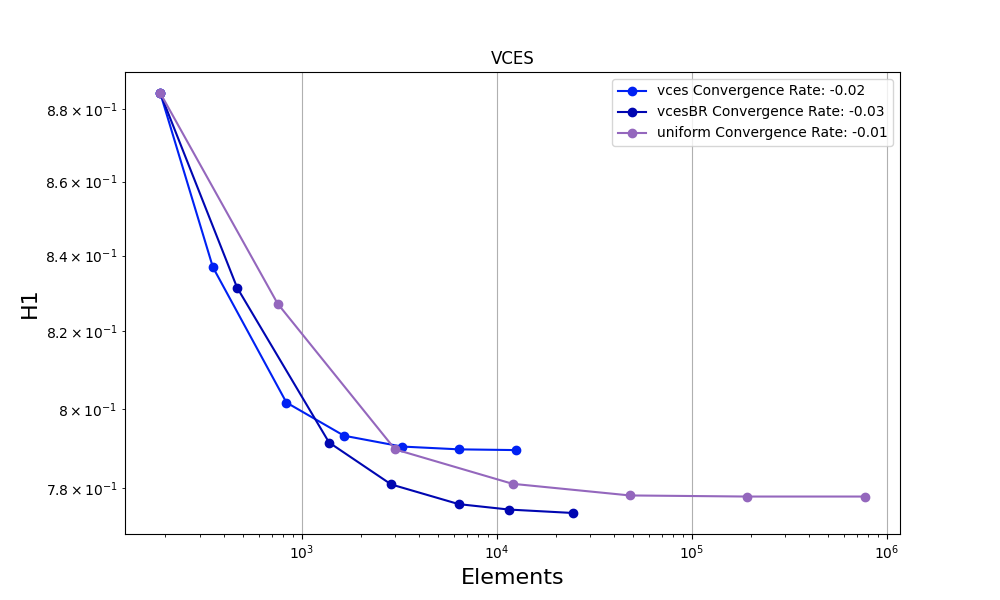 VCES
vces Convergence Rate: -0.02
vcesBR Convergence Rate: -0.03
uniform Convergence Rate: -0.01
8.8 × 10⁻¹
8.6 × 10⁻¹
8.4 × 10⁻¹
8.2 × 10⁻¹
8 × 10⁻¹
7.8 × 10⁻¹
H1
10³
10⁴
10⁵
10⁶
Elements